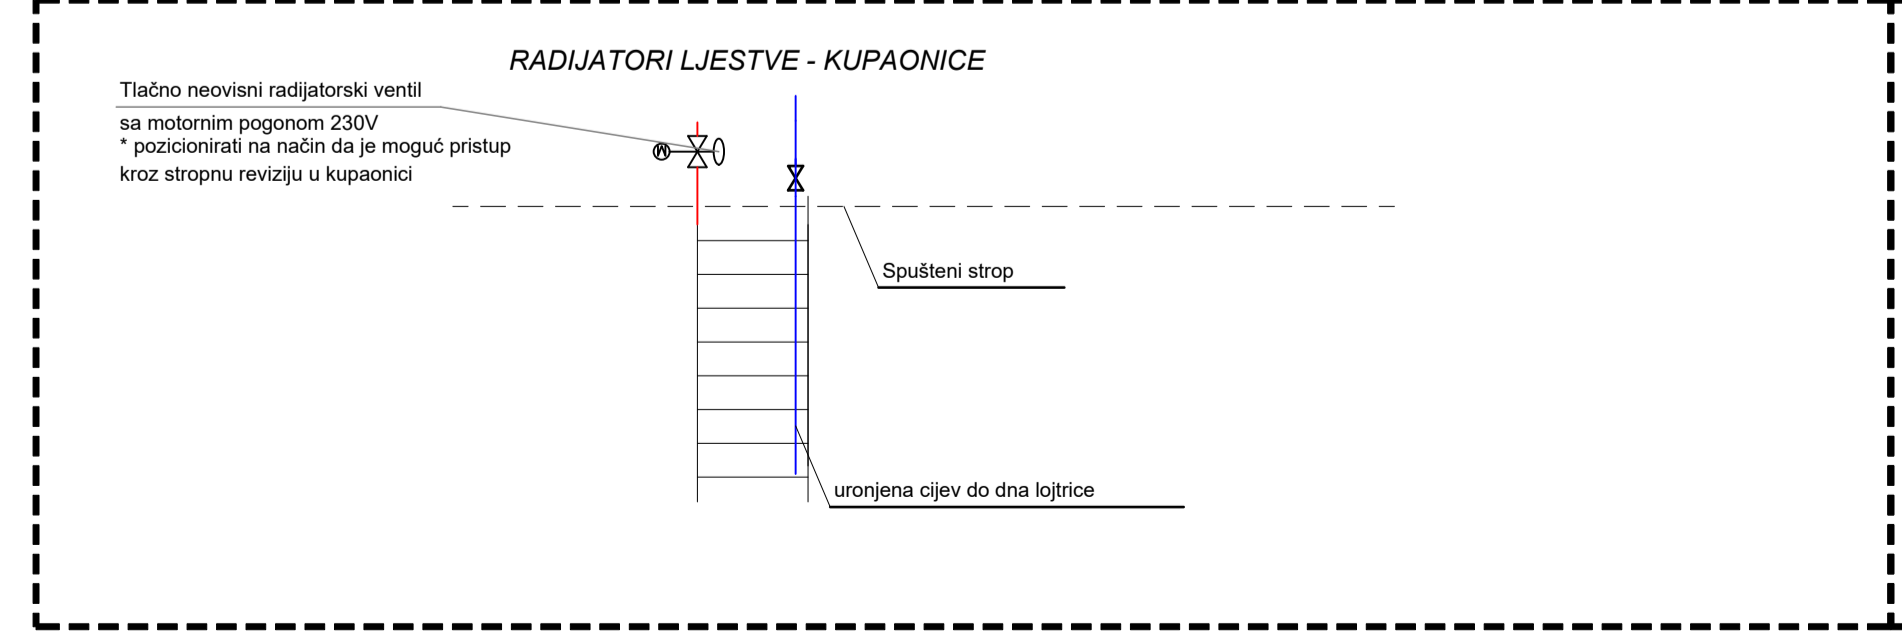 RADIJATORI LJESTVE - KUPAONICE
Tlačno neovisni radijatorski ventil
sa motornim pogonom 230V
* pozicionirati na način da je moguć pristup
kroz stropnu reviziju u kupaonici
M
Spušteni strop
uronjena cijev do dna lojtrice